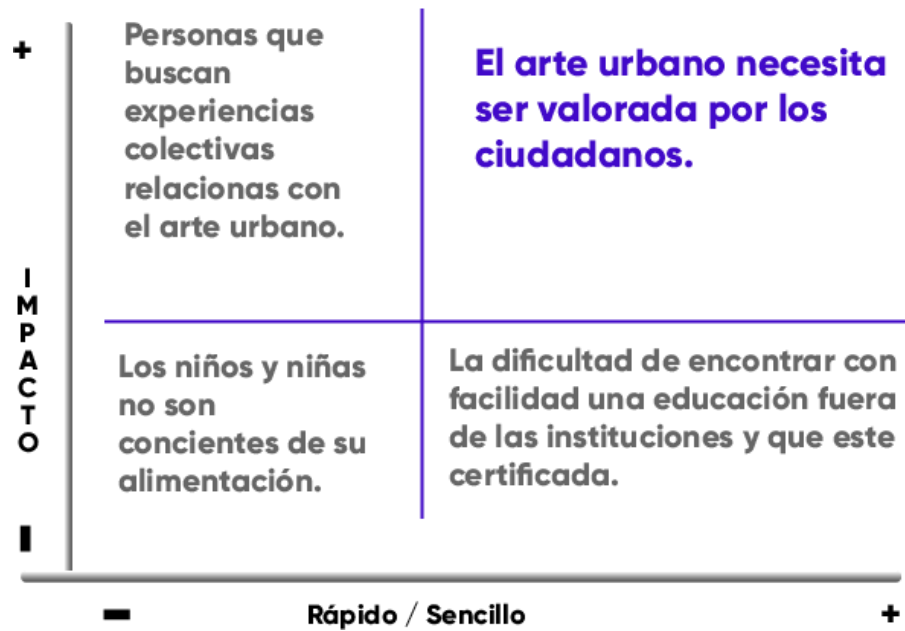 +
Personas que
buscan
experiencias
colectivas
relacionas con
el arte urbano.
El arte urbano necesita
ser valorada por los
ciudadanos.
IMPACTO
Los niños y niñas
no son
concientes de su
alimentación.
La dificultad de encontrar con
facilidad una educación fuera
de las instituciones y que este
certificada.
-
- Rápido / Sencillo +